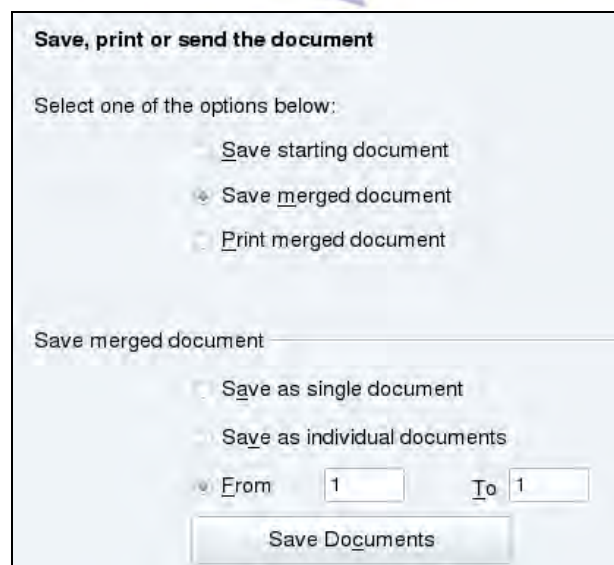 Save, print or send the document
Select one of the options below:
Save starting document
Save merged document
Print merged document
Save merged document
Save as single document
Save as individual documents
From 1 To 1
Save Documents